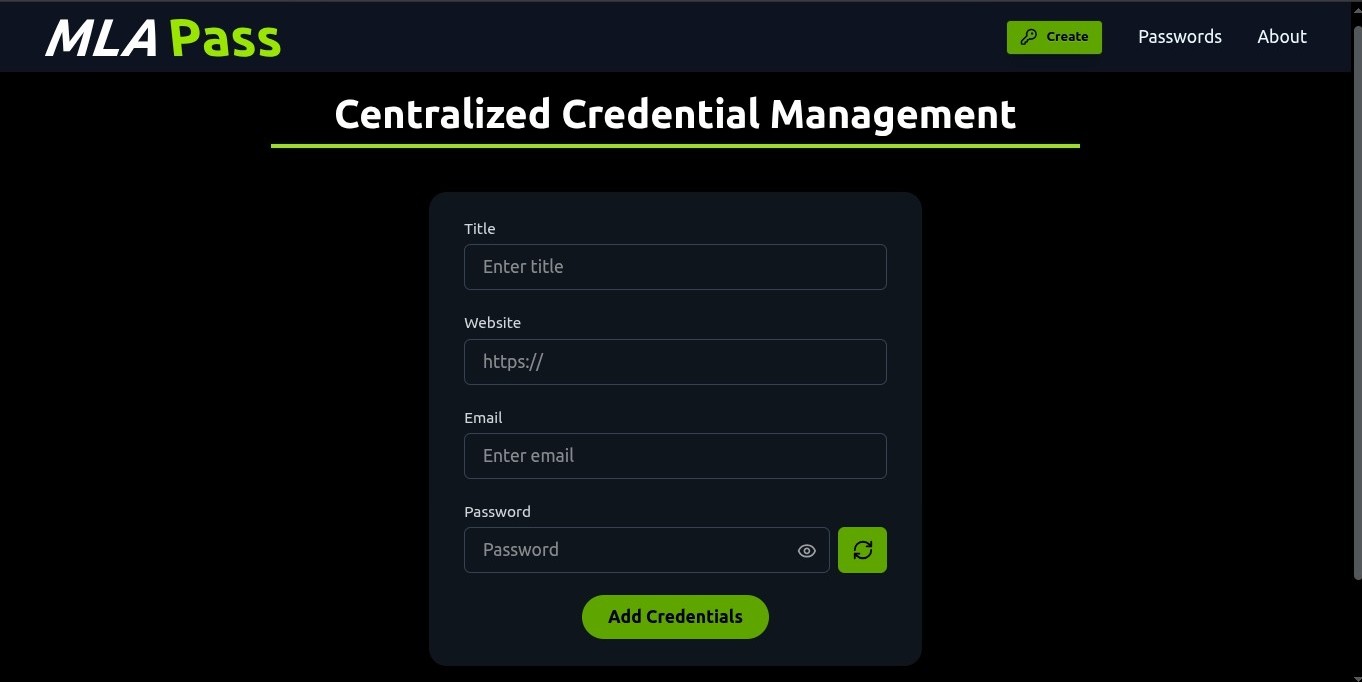 MLA Pass
Create
Passwords
About
Centralized Credential Management
Title
Enter title
Website
https://
Email
Enter email
Password
Password
Add Credentials